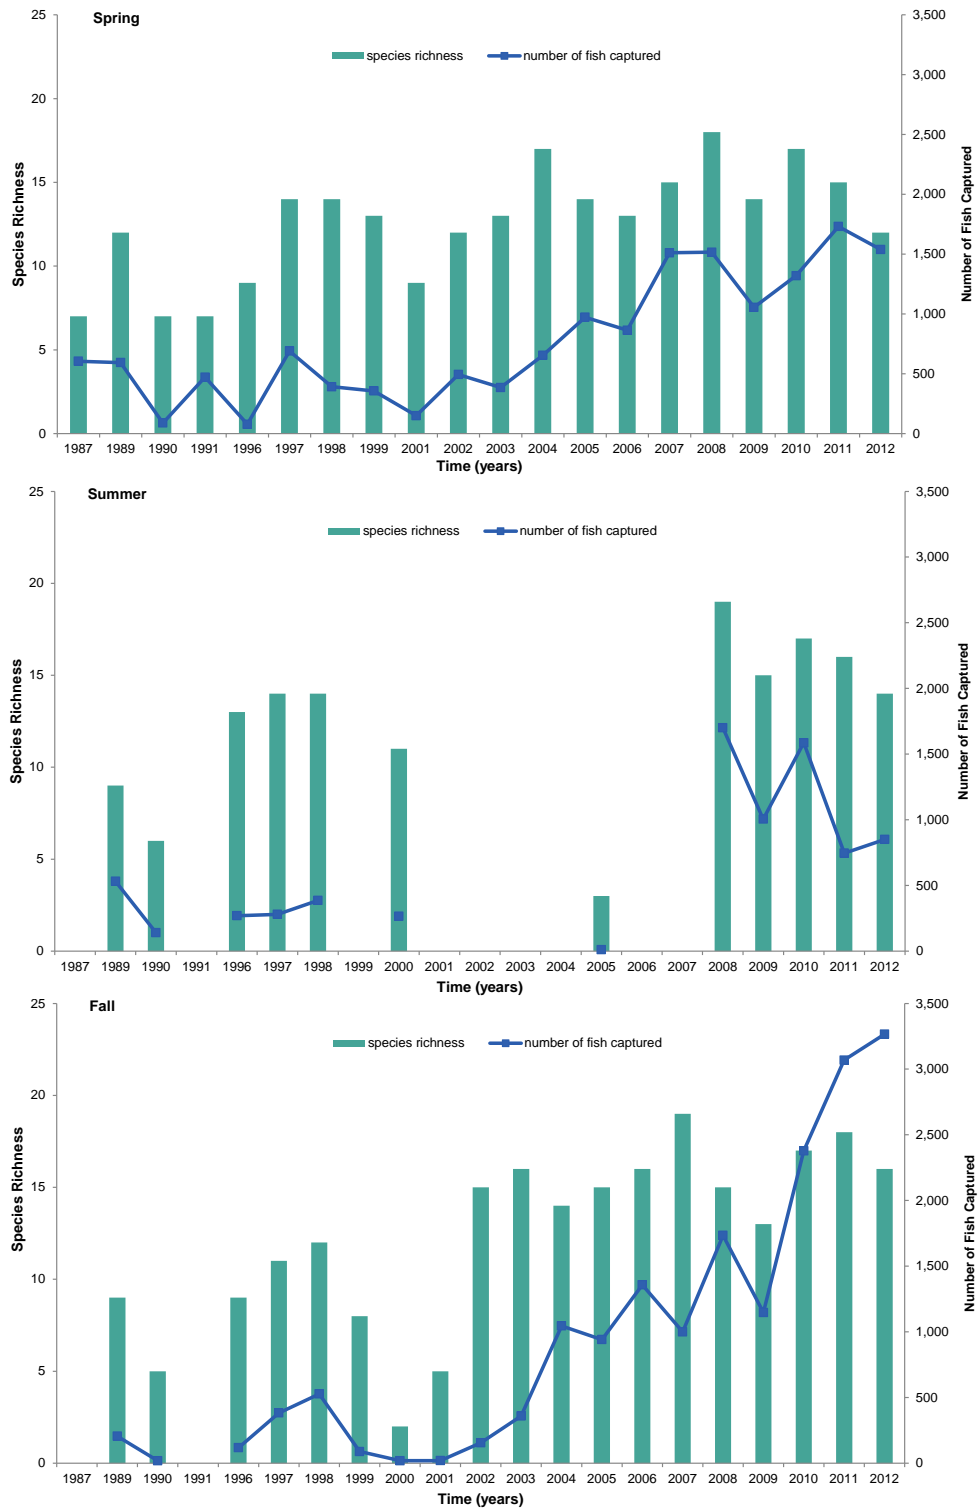 Spring
species richness
number of fish captured
25
20
15
10
5
0
3,500
3,000
2,500
2,000
1,500
1,000
500
0
Species Richness
Number of Fish Captured
1987 1989 1990 1991 1996 1997 1998 1999 2001 2002 2003 2004 2005 2006 2007 2008 2009 2010 2011 2012
Time (years)
Summer
species richness
number of fish captured
25
20
15
10
5
0
3,500
3,000
2,500
2,000
1,500
1,000
500
0
Species Richness
Number of Fish Captured
1987 1989 1990 1991 1996 1997 1998 1999 2000 2001 2002 2003 2004 2005 2006 2007 2008 2009 2010 2011 2012
Time (years)
Fall
species richness
number of fish captured
25
20
15
10
5
0
3,500
3,000
2,500
2,000
1,500
1,000
500
0
Species Richness
Number of Fish Captured
1987 1989 1990 1991 1996 1997 1998 1999 2000 2001 2002 2003 2004 2005 2006 2007 2008 2009 2010 2011 2012
Time (years)